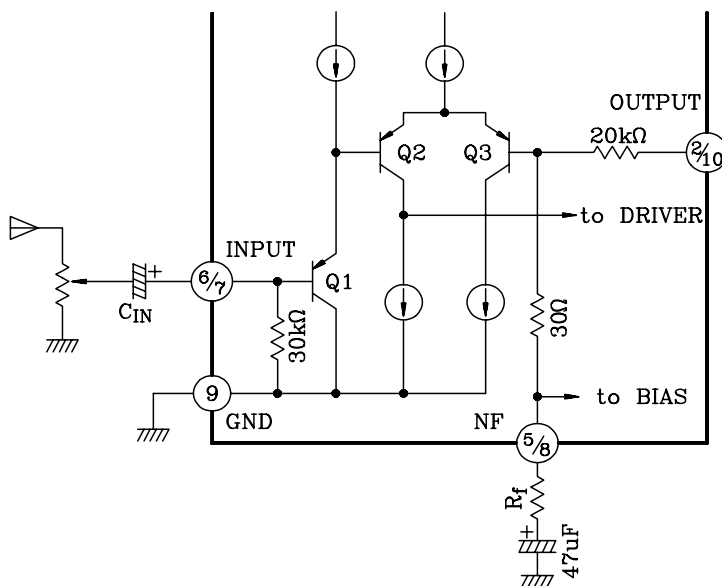 OUTPUT
2/10
20kΩ
Q2
Q3
to DRIVER
INPUT
6/7
Q1
+
CIN
30kΩ
30Ω
9
GND
NF
to BIAS
5/8
Rf
+
47uF